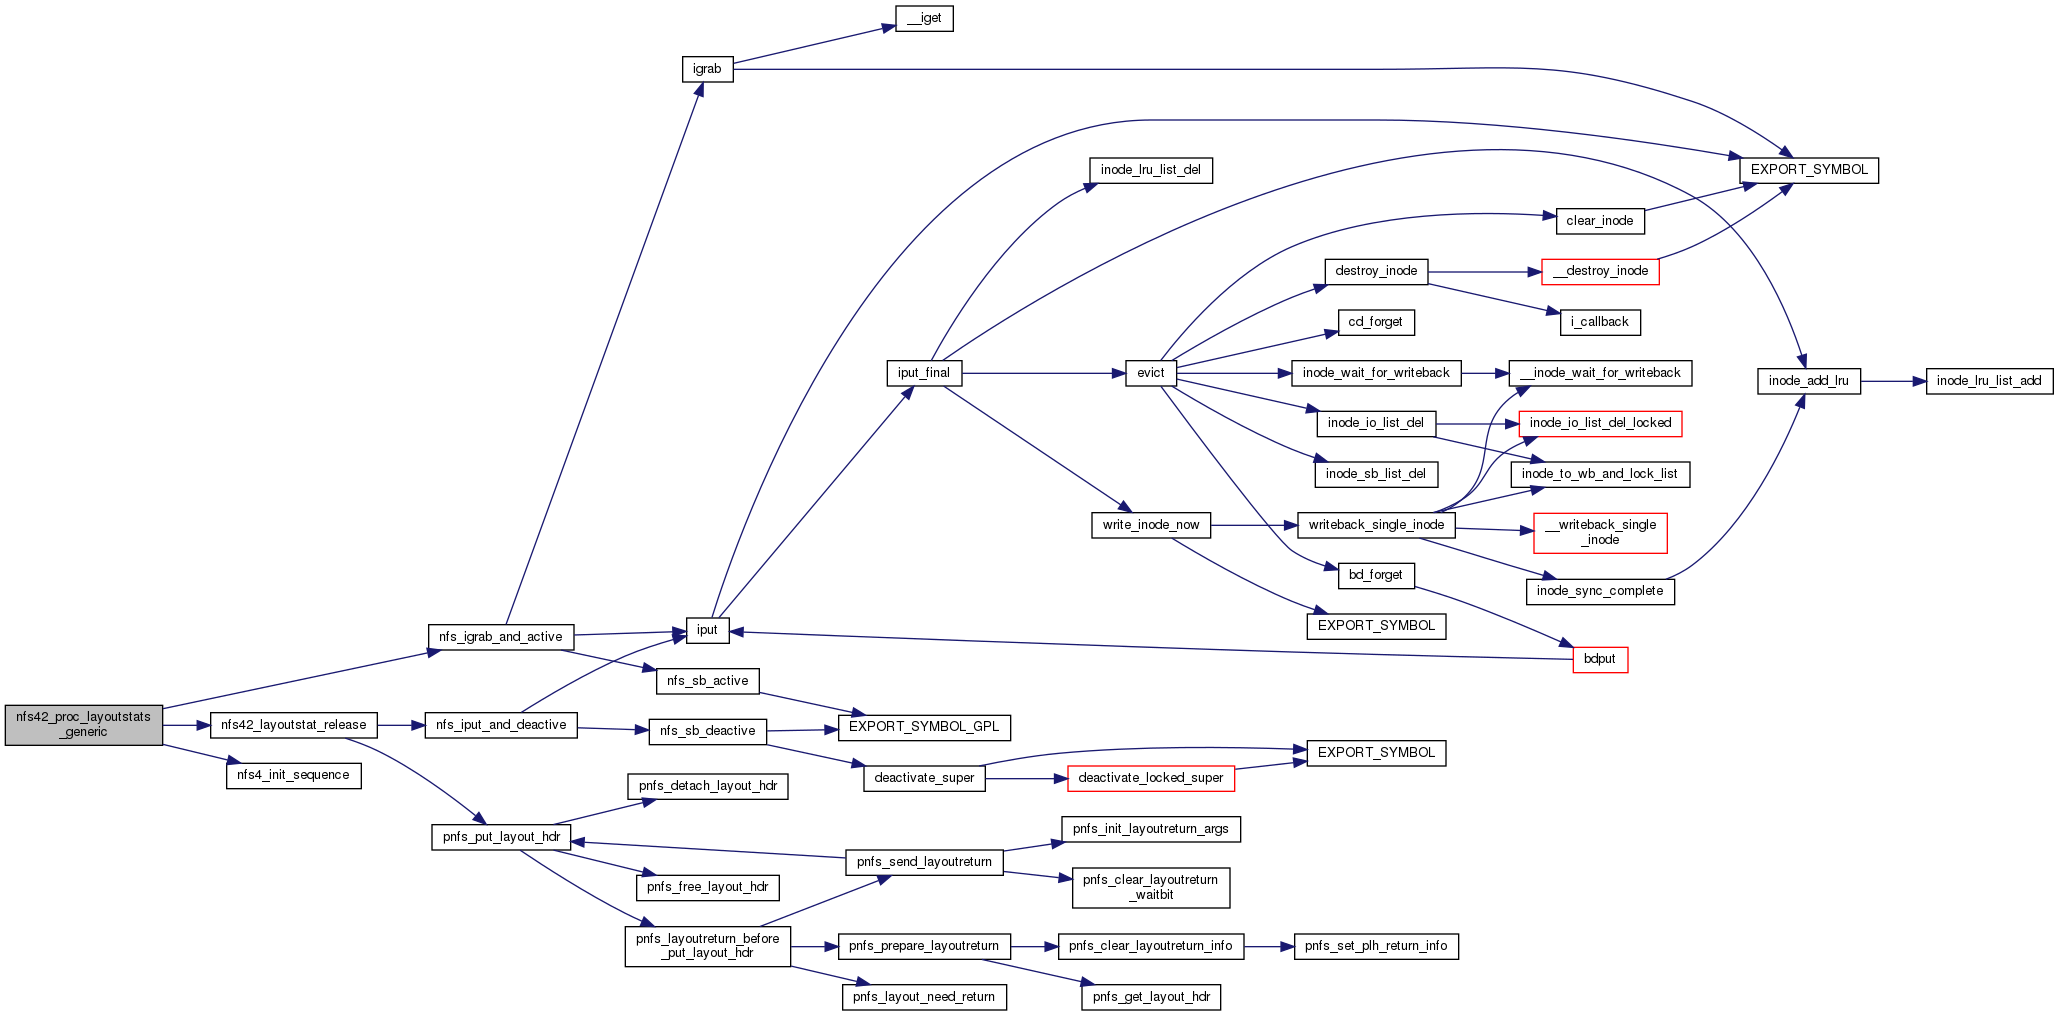 __iget
igrab
inode_lru_list_del
EXPORT_SYMBOL
clear_inode
destroy_inode
__destroy_inode
cd_forget
i_callback
iput_final
evict
inode_wait_for_writeback
__inode_wait_for_writeback
inode_add_lru
inode_lru_list_add
inode_io_list_del
inode_io_list_del_locked
inode_sb_list_del
inode_to_wb_and_lock_list
write_inode_now
writeback_single_inode
__writeback_single
_inode
bd_forget
inode_sync_complete
EXPORT_SYMBOL
nfs_igrab_and_active
iput
bdput
nfs_sb_active
nfs42_proc_layoutstats
_generic
nfs42_layoutstat_release
nfs_iput_and_deactive
nfs_sb_deactive
EXPORT_SYMBOL_GPL
EXPORT_SYMBOL
nfs4_init_sequence
deactivate_super
deactivate_locked_super
pnfs_detach_layout_hdr
pnfs_put_layout_hdr
pnfs_init_layoutreturn_args
pnfs_send_layoutreturn
pnfs_free_layout_hdr
pnfs_clear_layoutreturn
_waitbit
pnfs_layoutreturn_before
_put_layout_hdr
pnfs_prepare_layoutreturn
pnfs_clear_layoutreturn_info
pnfs_set_plh_return_info
pnfs_layout_need_return
pnfs_get_layout_hdr